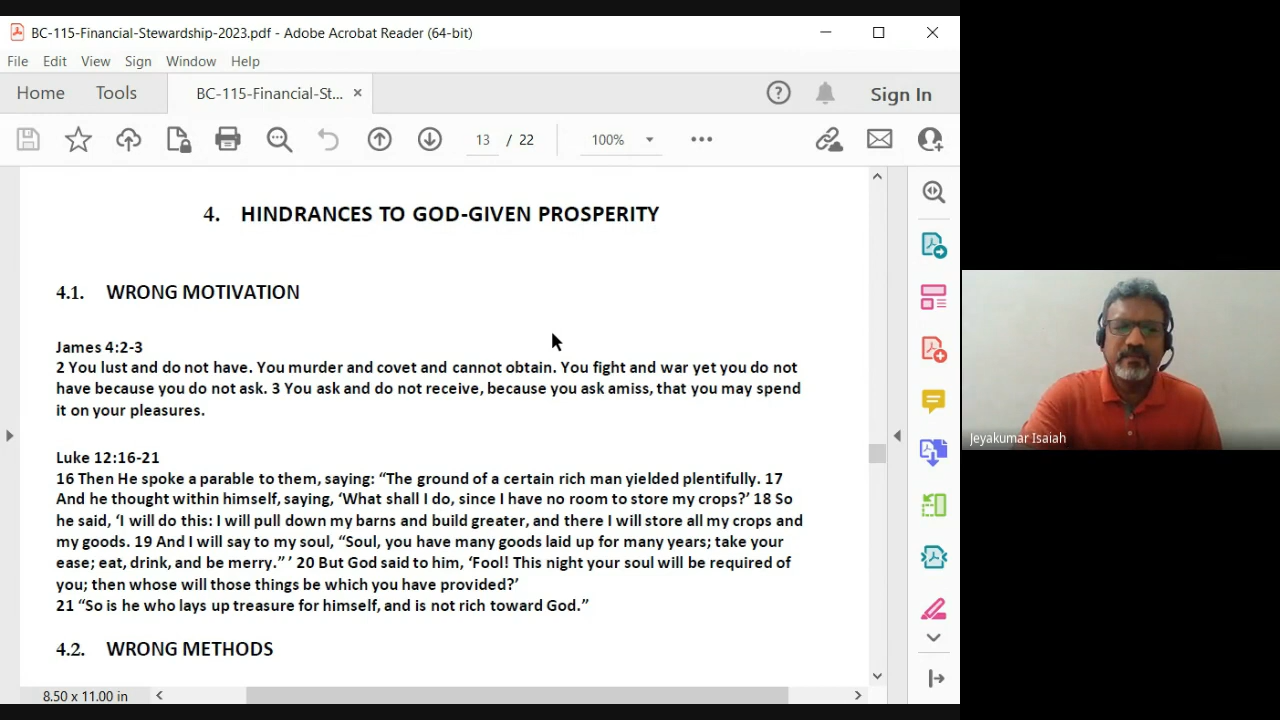 BC-115-Financial-Stewardship-2023.pdf - Adobe Acrobat Reader (64-bit)
File Edit View Sign Window Help
Home Tools BC-115-Financial-St... × Sign In
13 / 22 100%
4. HINDRANCES TO GOD-GIVEN PROSPERITY
4.1. WRONG MOTIVATION
James 4:2-3
2 You lust and do not have. You murder and covet and cannot obtain. You fight and war yet you do not
have because you do not ask. 3 You ask and do not receive, because you ask amiss, that you may spend
it on your pleasures.
Luke 12:16-21
16 Then He spoke a parable to them, saying: “The ground of a certain rich man yielded plentifully. 17
And he thought within himself, saying, ‘What shall I do, since I have no room to store my crops?’ 18 So
he said, ‘I will do this: I will pull down my barns and build greater, and there I will store all my crops and
my goods. 19 And I will say to my soul, “Soul, you have many goods laid up for many years; take your
ease; eat, drink, and be merry.” ’ 20 But God said to him, ‘Fool! This night your soul will be required of
you; then whose will those things be which you have provided?’
21 “So is he who lays up treasure for himself, and is not rich toward God.”
4.2. WRONG METHODS
8.50 x 11.00 in
Jeyakumar Isaiah